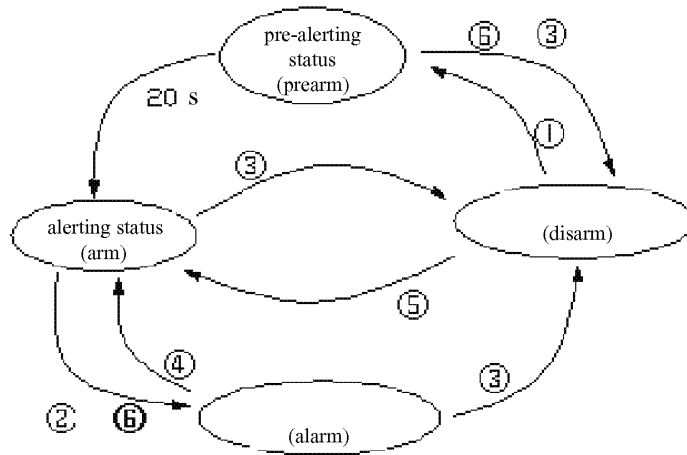 pre-alerting
status
(prearm)
⑥ ③
20 s
①
③
alerting status
(arm)
(disarm)
⑤
④
③
② ⑥
(alarm)